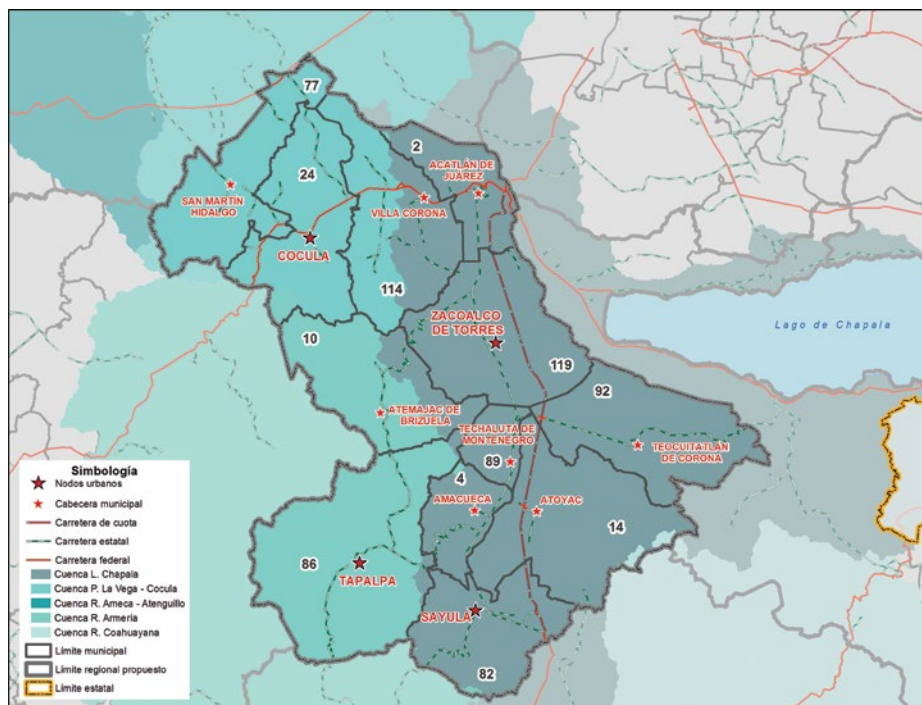 77
2
ACATLÁN DE
JUÁREZ
24
SAN MARTÍN
HIDALGO
VILLA CORONA
COCULA
114
ZACOALCO
DE TORRES
Lago de Chapala
10
119
92
ATEMAJAC DE
BRIZUELA
TECHALUTA DE
MONTENEGRO
TEOCUITATLÁN
DE CORONA
89
4
AMACUECA
ATOYAC
14
86
TAPALPA
SAYULA
82
Simbología
Nodos urbanos
Cabecera municipal
Carretera de cuota
Carretera estatal
Carretera federal
Cuenca L. Chapala
Cuenca P. La Vega - Cocula
Cuenca R. Ameca - Atenguillo
Cuenca R. Armería
Cuenca R. Coahuayana
Límite municipal
Límite regional propuesto
Límite estatal